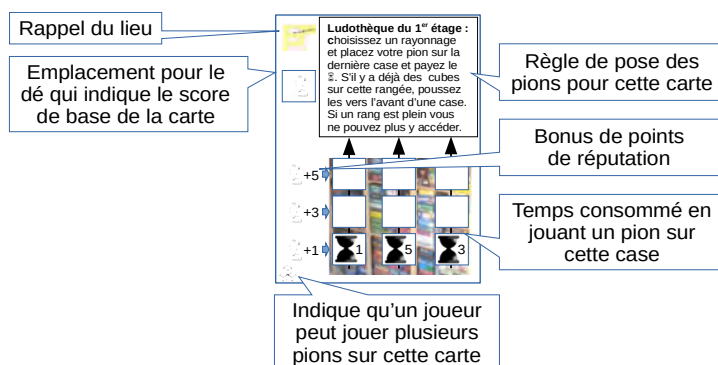 Rappel du lieu
Emplacement pour le
dé qui indique le score
de base de la carte
Ludothèque du 1er étage :
choisissez un rayonnage
et placez votre pion sur la
dernière case et payez le
⌛. S'il y a déjà des cubes
sur cette rangée, poussez
les vers l'avant d'une case.
Si un rang est plein vous
ne pouvez plus y accéder.
Règle de pose des
pions pour cette carte
Bonus de points
de réputation
+5
+3
+1 1 5 3
Temps consommé en
jouant un pion sur
cette case
Indique qu'un joueur
peut jouer plusieurs
pions sur cette carte